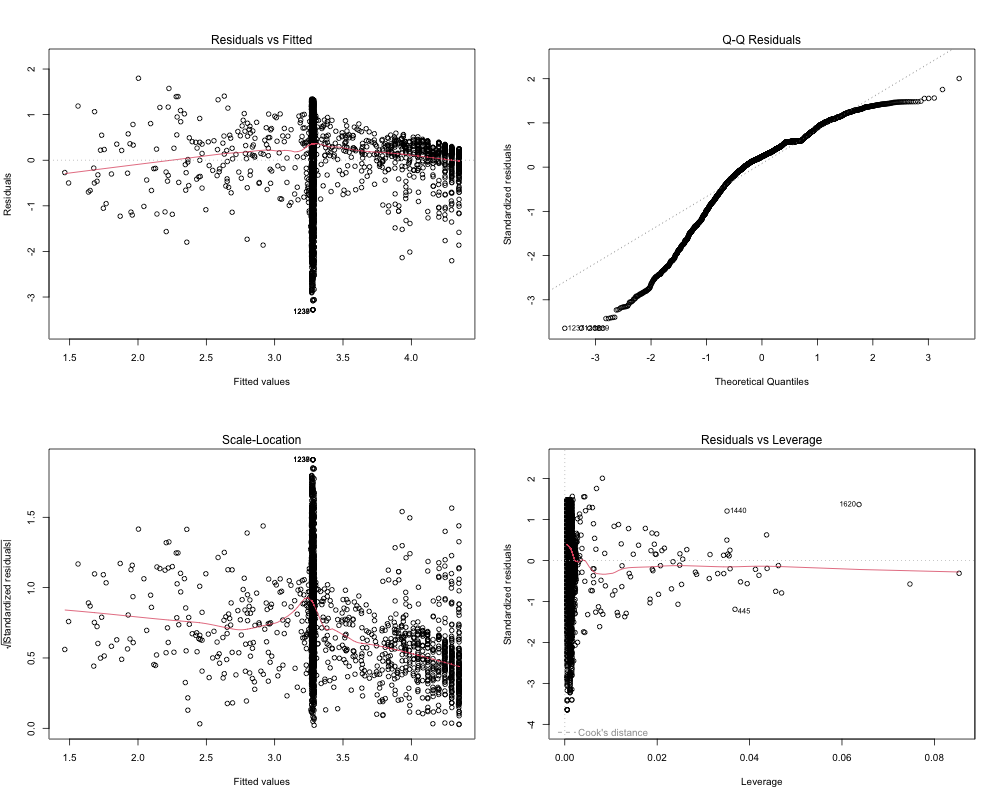 Residuals vs Fitted
2
1
0
-1
-2
-3
Residuals
1238
1.5 2.0 2.5 3.0 3.5 4.0
Fitted values
Q-Q Residuals
2
1
0
-1
-2
-3
Standardized residuals
-3 -2 -1 0 1 2 3
Theoretical Quantiles
Scale-Location
1.5
1.0
0.5
0.0
√|Standardized residuals|
1.5 2.0 2.5 3.0 3.5 4.0
Fitted values
Residuals vs Leverage
2
1
0
-1
-2
-3
-4
Standardized residuals
1440
1620
445
Cook's distance
0.00 0.02 0.04 0.06 0.08
Leverage